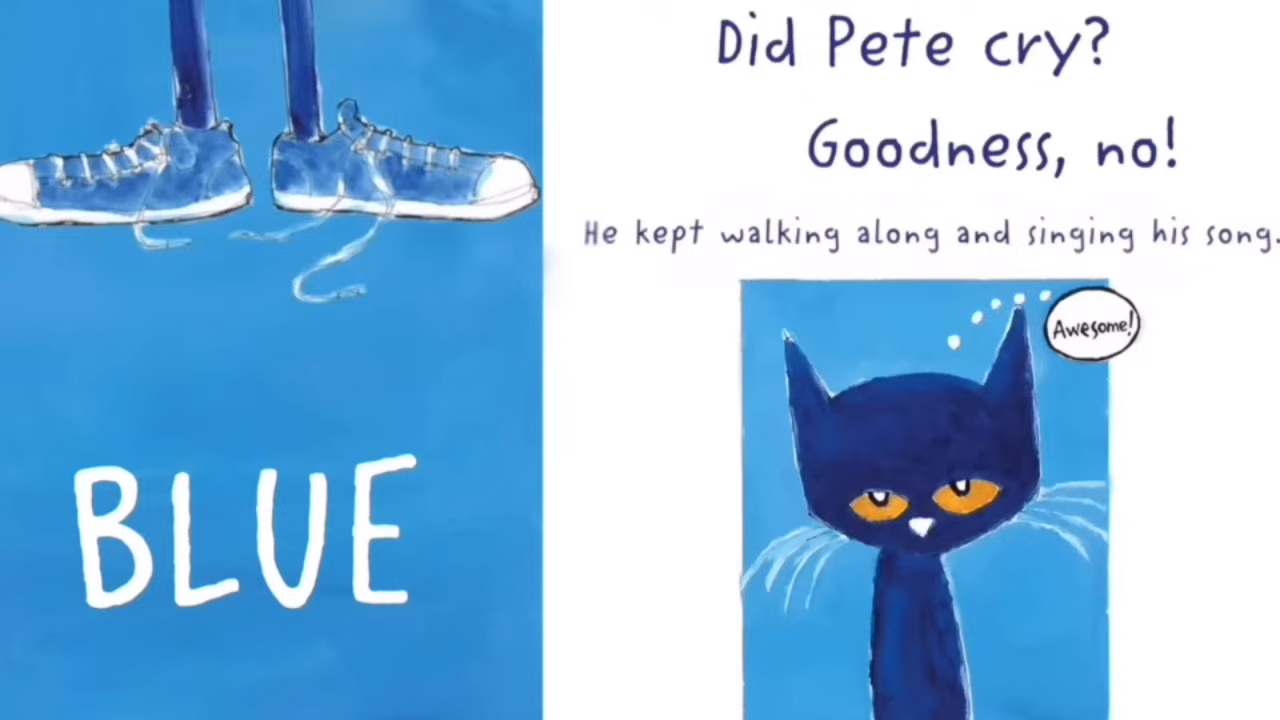 BLUE
Did Pete cry?
Goodness, no!
He kept walking along and singing his song.
Awesome!